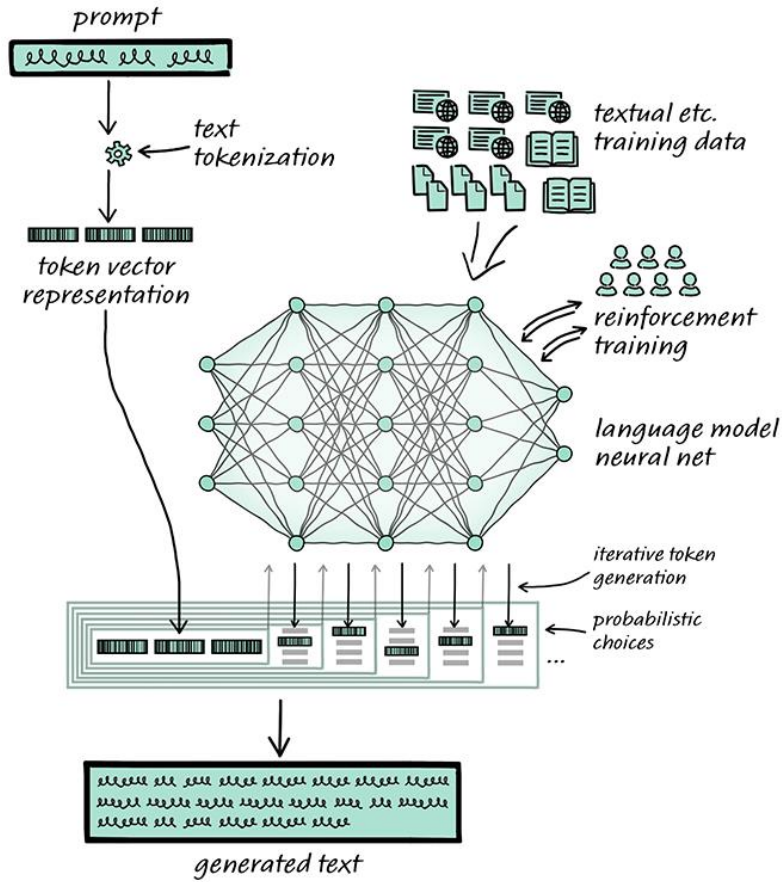 prompt
text
tokenization
token vector
representation
textual etc.
training data
reinforcement
training
language model
neural net
iterative token
generation
probabilistic
choices
...
generated text